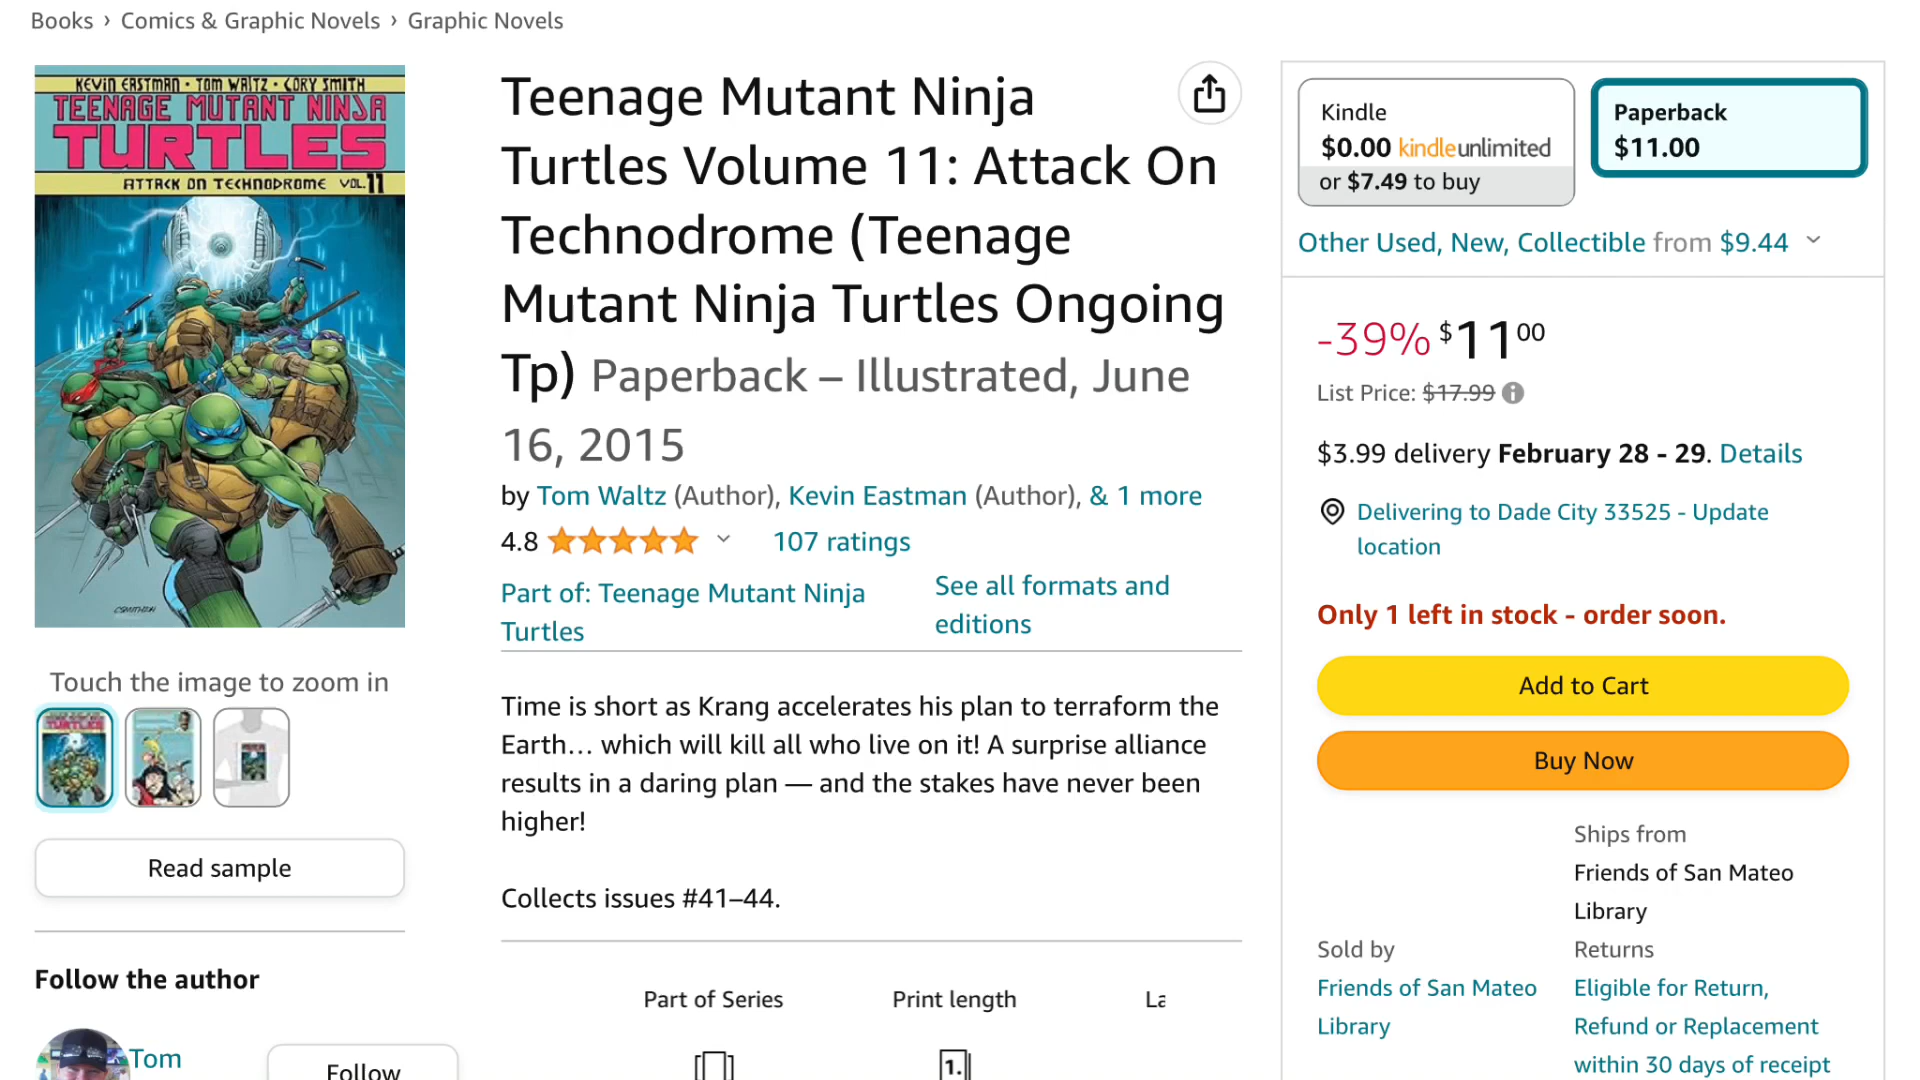 Books › Comics & Graphic Novels › Graphic Novels
KEVIN EASTMAN · TOM WALTZ · CORY SMITH
TEENAGE MUTANT NINJA
TURTLES
ATTACK ON TECHNODROME VOL. 11
CSMITHXIV
Touch the image to zoom in
Read sample
Follow the author
Tom
Follow
Teenage Mutant Ninja
Turtles Volume 11: Attack On
Technodrome (Teenage
Mutant Ninja Turtles Ongoing
Tp) Paperback – Illustrated, June
16, 2015
by Tom Waltz (Author), Kevin Eastman (Author), & 1 more
4.8 107 ratings
Part of: Teenage Mutant Ninja
Turtles
See all formats and
editions
Time is short as Krang accelerates his plan to terraform the
Earth… which will kill all who live on it! A surprise alliance
results in a daring plan — and the stakes have never been
higher!
Collects issues #41–44.
Part of Series
Print length
1.
Kindle
$0.00 kindleunlimited
or $7.49 to buy
Paperback
$11.00
Other Used, New, Collectible from $9.44
-39% $11 00
List Price: $17.99
$3.99 delivery February 28 - 29. Details
Delivering to Dade City 33525 - Update
location
Only 1 left in stock - order soon.
Add to Cart
Buy Now
Ships from
Friends of San Mateo
Library
Sold by
Friends of San Mateo
Library
Returns
Eligible for Return,
Refund or Replacement
within 30 days of receipt